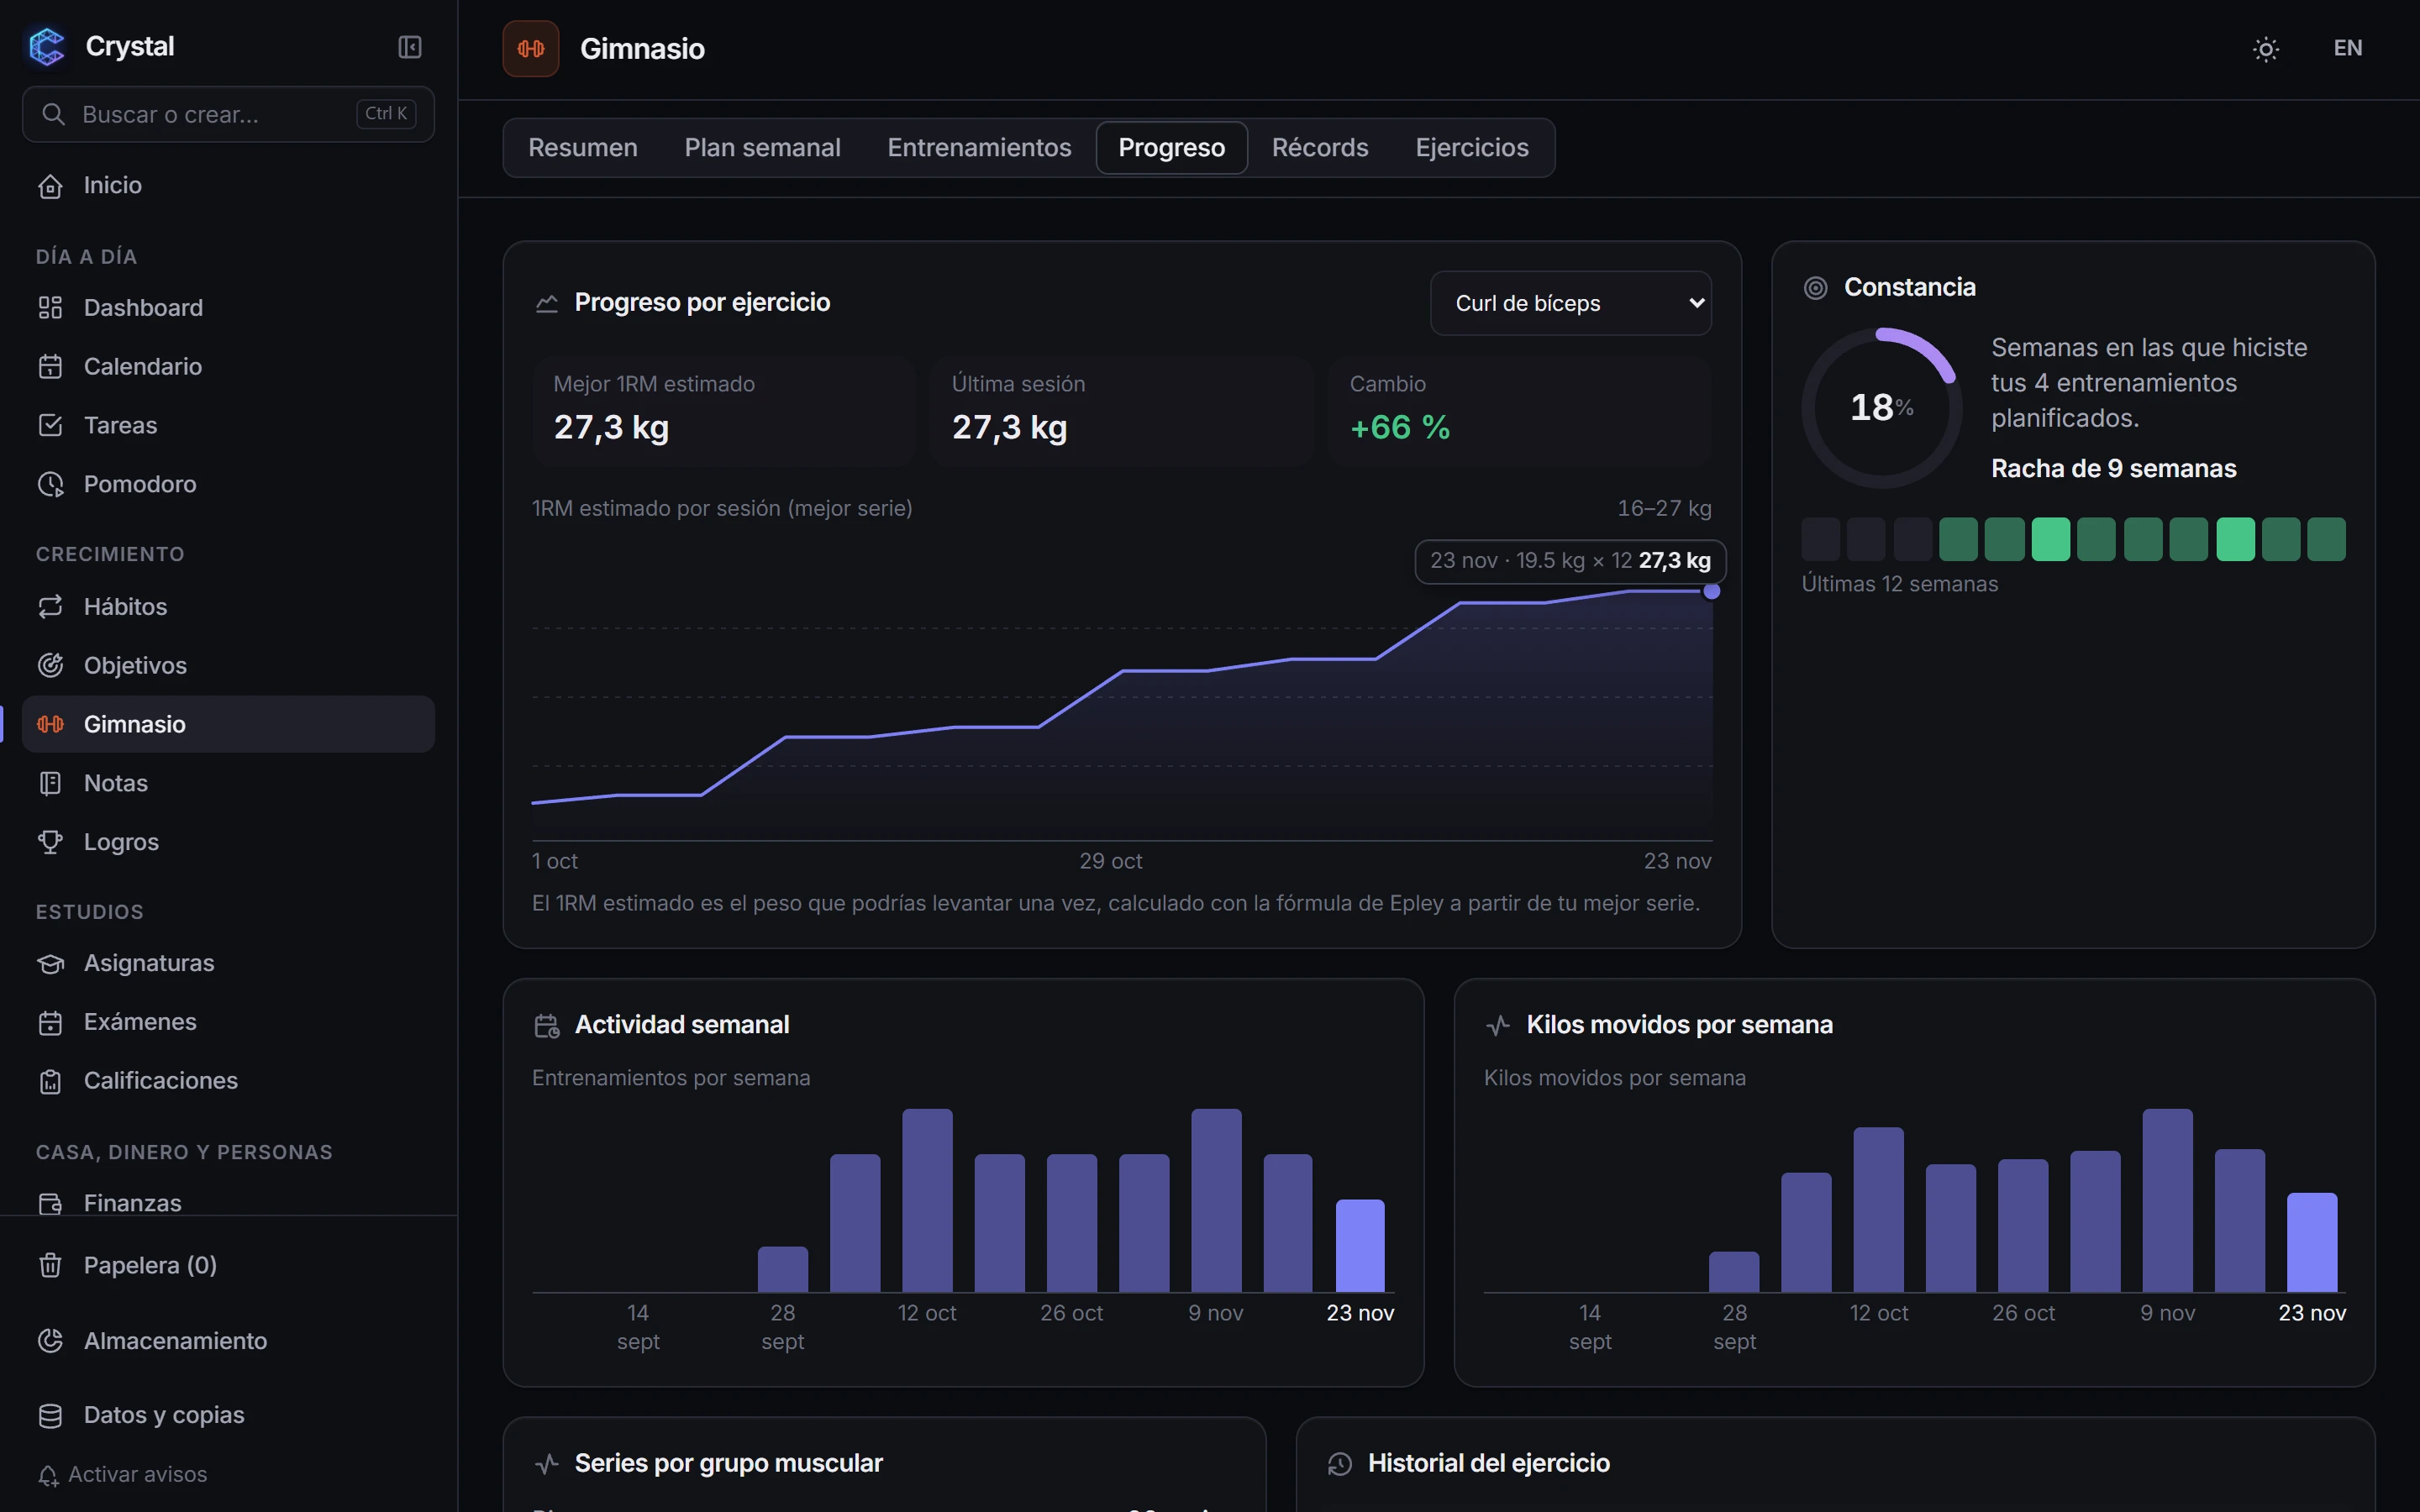 Crystal
Buscar o crear...
Ctrl K
Inicio
DÍA A DÍA
Dashboard
Calendario
Tareas
Pomodoro
CRECIMIENTO
Hábitos
Objetivos
Gimnasio
Notas
Logros
ESTUDIOS
Asignaturas
Exámenes
Calificaciones
CASA, DINERO Y PERSONAS
Finanzas
Papelera (0)
Almacenamiento
Datos y copias
Activar avisos
Gimnasio
EN
Resumen
Plan semanal
Entrenamientos
Progreso
Récords
Ejercicios
Progreso por ejercicio
Curl de bíceps
Mejor 1RM estimado
27,3 kg
Última sesión
27,3 kg
Cambio
+66 %
1RM estimado por sesión (mejor serie)
16–27 kg
23 nov · 19.5 kg × 12 27,3 kg
1 oct
29 oct
23 nov
El 1RM estimado es el peso que podrías levantar una vez, calculado con la fórmula de Epley a partir de tu mejor serie.
Constancia
18%
Semanas en las que hiciste
tus 4 entrenamientos
planificados.
Racha de 9 semanas
Últimas 12 semanas
Actividad semanal
Entrenamientos por semana
14 sept
28 sept
12 oct
26 oct
9 nov
23 nov
Kilos movidos por semana
Kilos movidos por semana
14 sept
28 sept
12 oct
26 oct
9 nov
23 nov
Series por grupo muscular
Historial del ejercicio